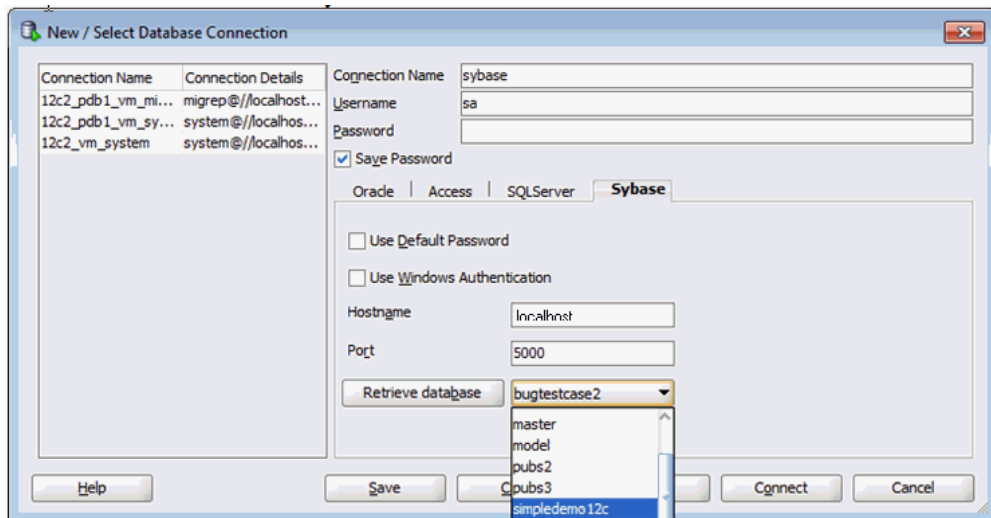 New / Select Database Connection
Connection Name Connection Details
12c2_pdb1_vm_mi... migrep@//localhost...
12c2_pdb1_vm_sy... system@//localhos...
12c2_vm_system system@//localhos...
Connection Name sybase
Username sa
Password
Save Password
Oracle Access SQLServer Sybase
Use Default Password
Use Windows Authentication
Hostname localhost
Port 5000
Retrieve database bugtestcase2
master
model
pubs2
pubs3
simpledemo12c
Help Save Connect Cancel